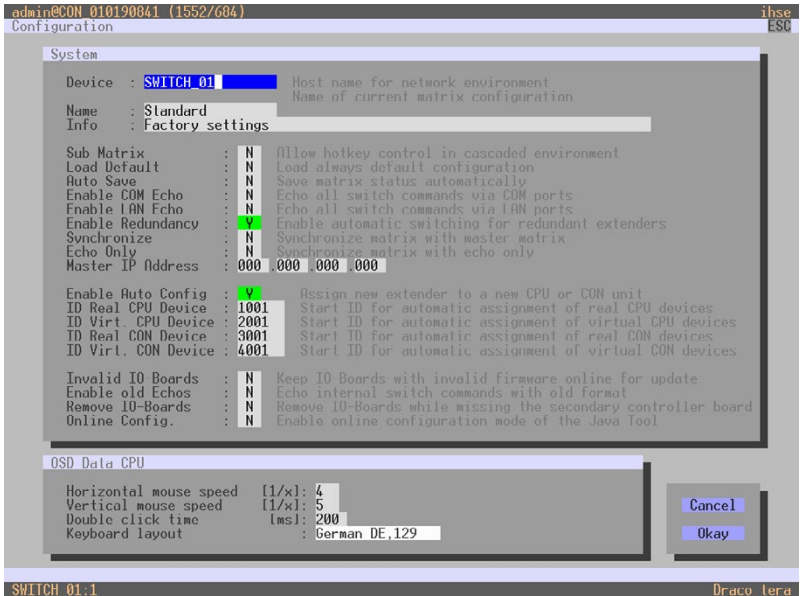 admin@CON_010190841 (1552/684) ihse
Configuration ESC
System
Device : SWITCH_01 Host name for network environment
Name of current matrix configuration
Name : Standard
Info : Factory settings
Sub Matrix : N Allow hotkey control in cascaded environment
Load Default : N Load always default configuration
Auto Save : N Save matrix status automatically
Enable COM Echo : N Echo all switch commands via COM ports
Enable LAN Echo : N Echo all switch commands via LAN ports
Enable Redundancy : Y Enable automatic switching for redundant extenders
Synchronize : N Synchronize matrix with master matrix
Echo Only : N Synchronize matrix with echo only
Master IP Address : 000 .000 .000 .000
Enable Auto Config : Y Assign new extender to a new CPU or CON unit
ID Real CPU Device : 1001 Start ID for automatic assignment of real CPU devices
ID Virt. CPU Device : 2001 Start ID for automatic assignment of virtual CPU devices
ID Real CON Device : 3001 Start ID for automatic assignment of real CON devices
ID Virt. CON Device : 4001 Start ID for automatic assignment of virtual CON devices
Invalid IO-Boards : N Keep IO Boards with invalid firmware online for update
Enable old Echos : N Echo internal switch commands with old format
Remove IO-Boards : N Remove IO-Boards while missing the secondary controller board
Online Config. : N Enable online configuration mode of the Java Tool
OSD Data CPU
Horizontal mouse speed [1/x]: 4
Vertical mouse speed [1/x]: 5
Double click time [ms]: 200
Keyboard layout : German DE,129
Cancel
Okay
SWITCH_01:1 Draco tera